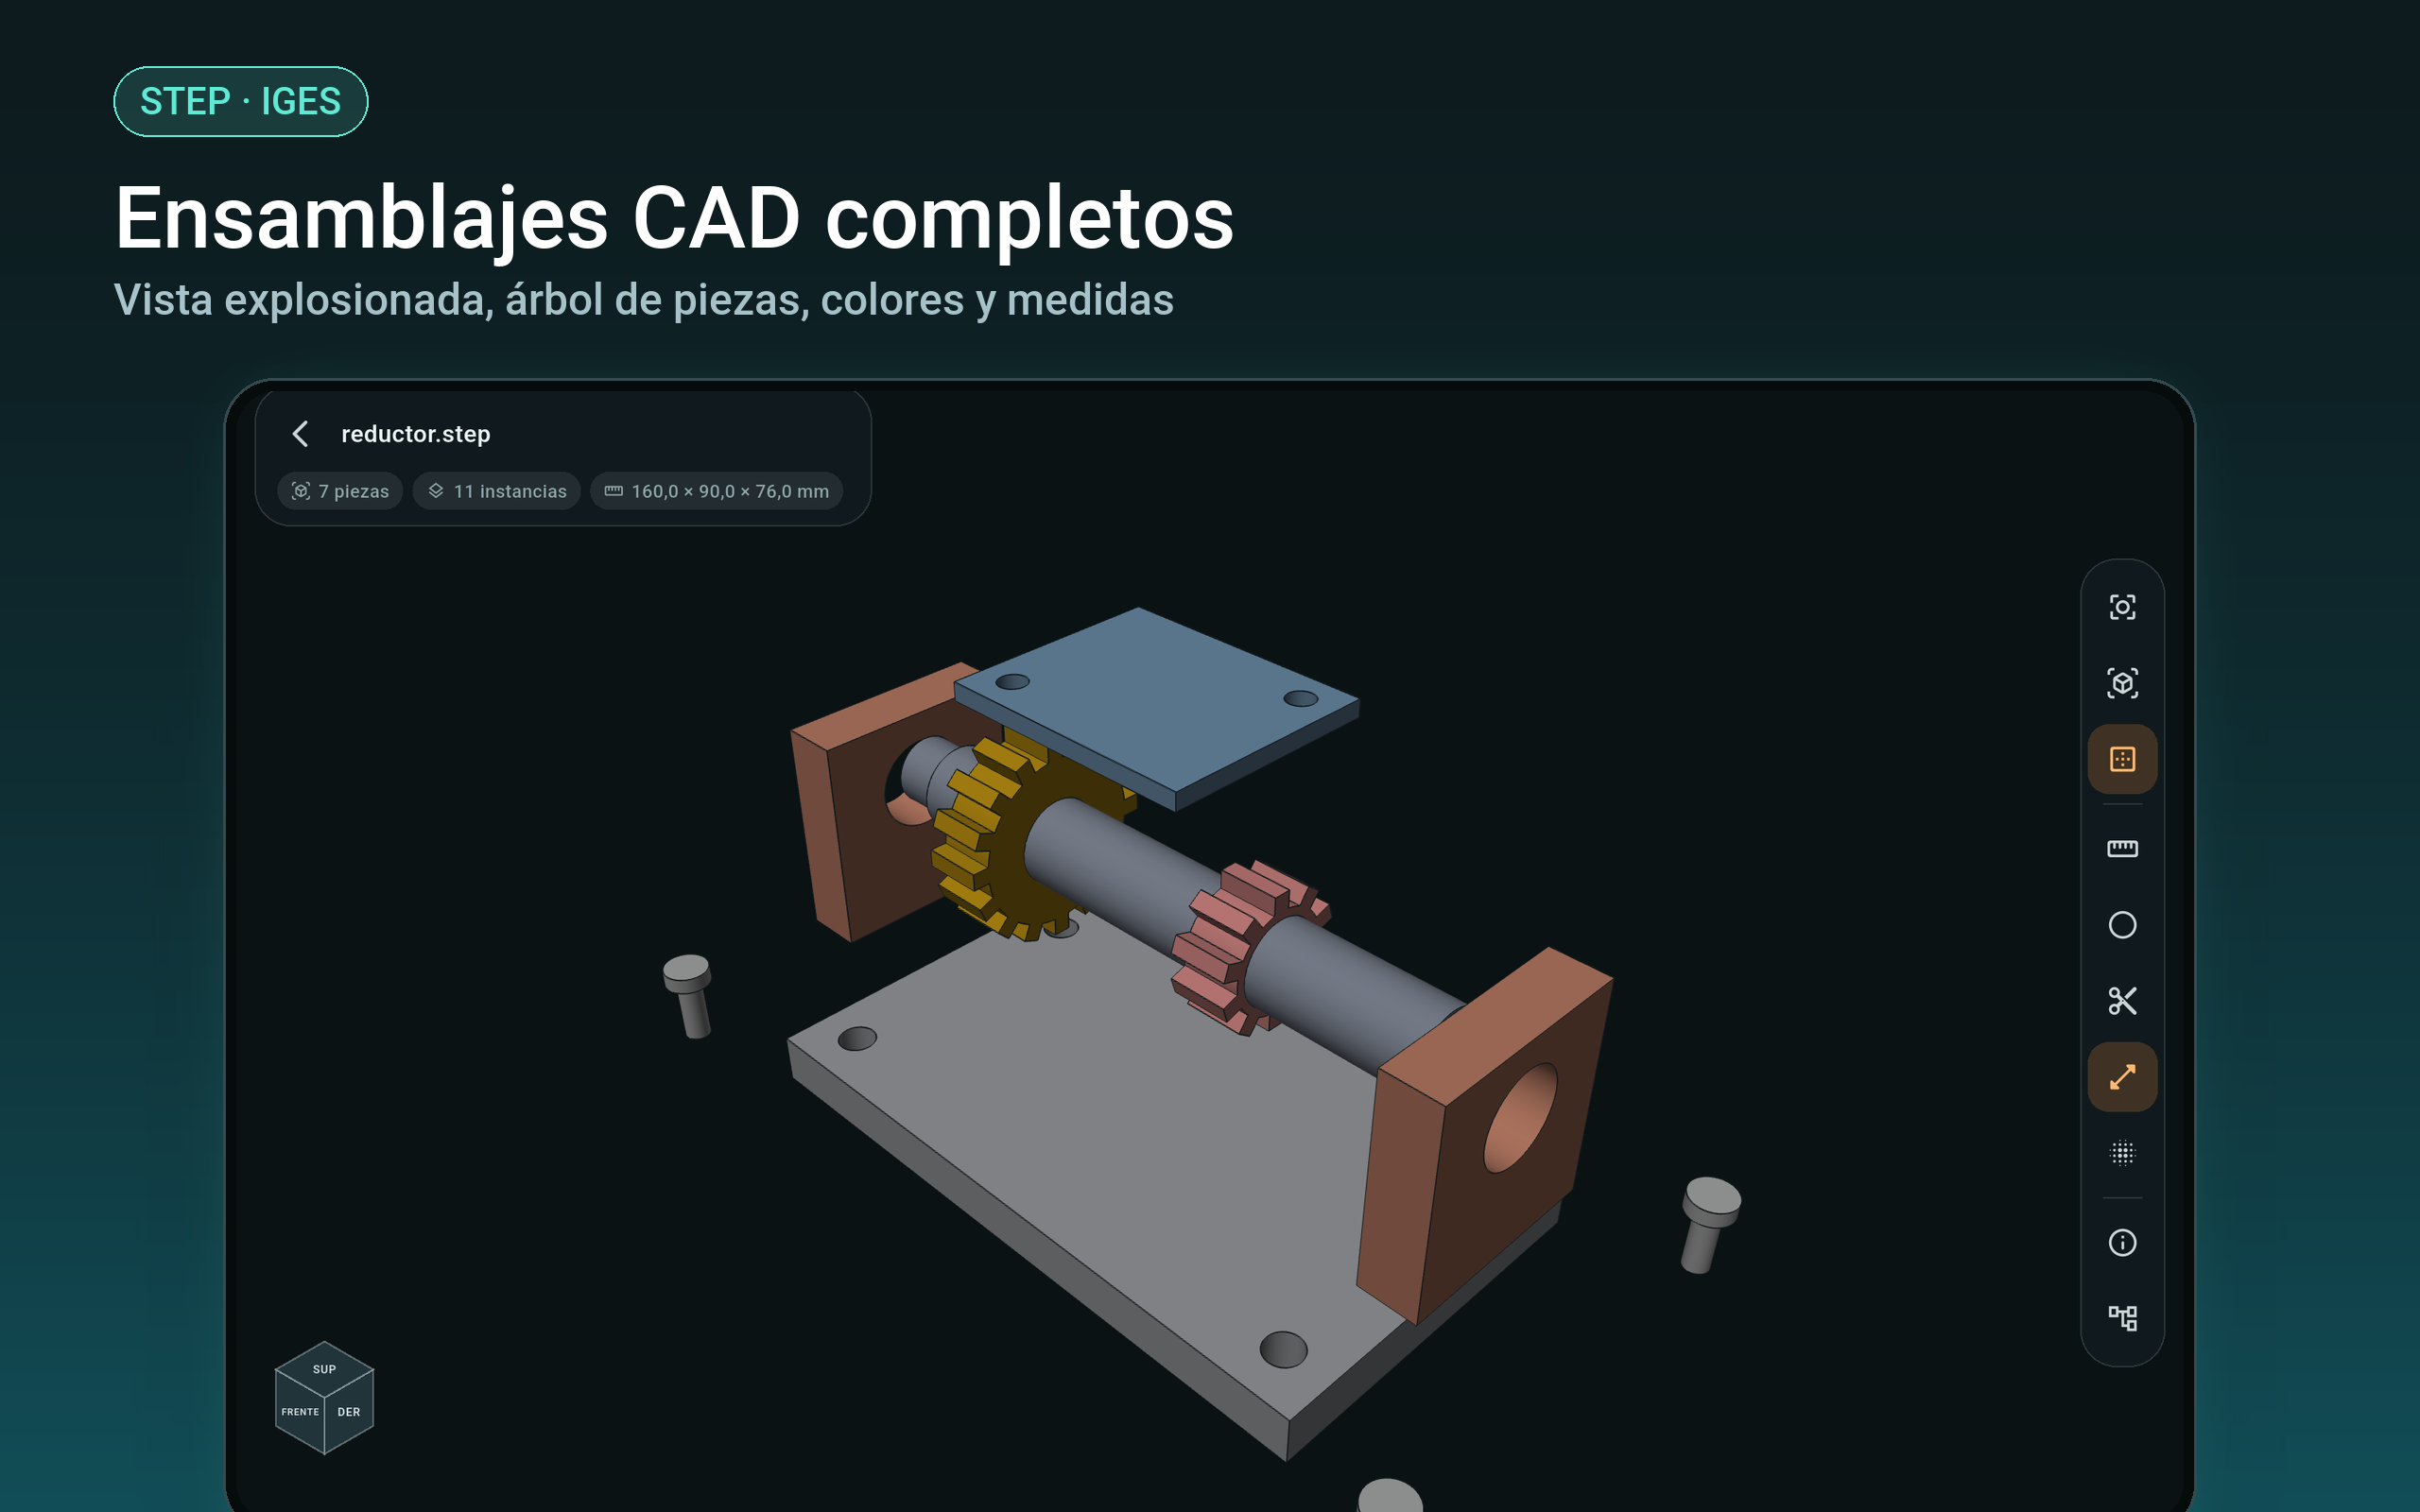 STEP · IGES
Ensamblajes CAD completos
Vista explosionada, árbol de piezas, colores y medidas
reductor.step
7 piezas
11 instancias
160,0 × 90,0 × 76,0 mm
SUP
FRENTE
DER